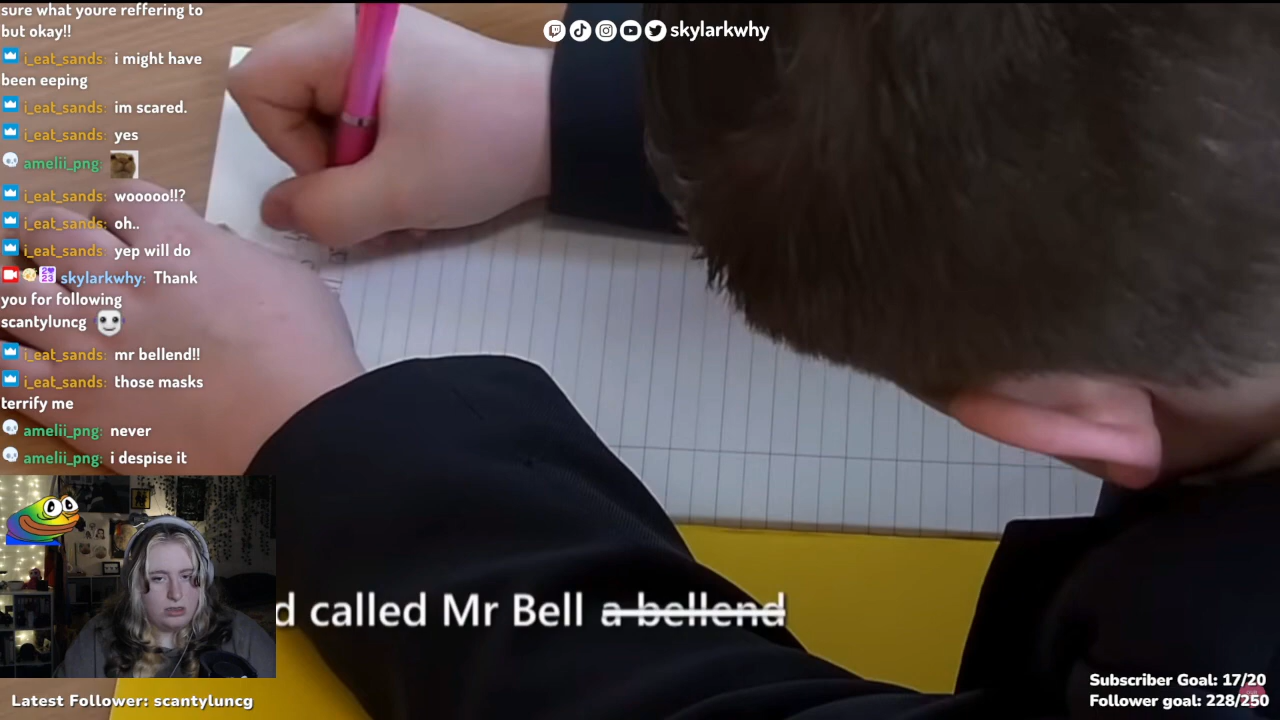 sure what youre reffering to
but okay!!
i_eat_sands: i might have
been eeping
i_eat_sands: im scared.
i_eat_sands: yes
amelii_png:
i_eat_sands: wooooo!!?
i_eat_sands: oh..
i_eat_sands: yep will do
skylarkwhy: Thank
you for following
scantyluncg
i_eat_sands: mr bellend!!
i_eat_sands: those masks
terrify me
amelii_png: never
amelii_png: i despise it
skylarkwhy
d called Mr Bell a bellend
Latest Follower: scantyluncg
Subscriber Goal: 17/20
Follower goal: 228/250